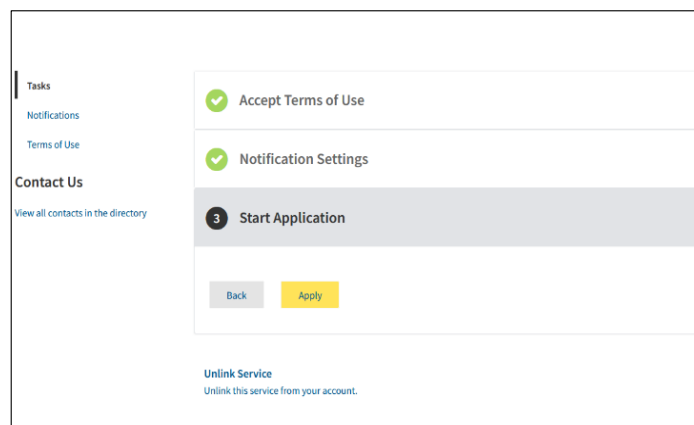 Tasks
Notifications
Terms of Use
Contact Us
View all contacts in the directory
Accept Terms of Use
Notification Settings
3 Start Application
Back Apply
Unlink Service
Unlink this service from your account.